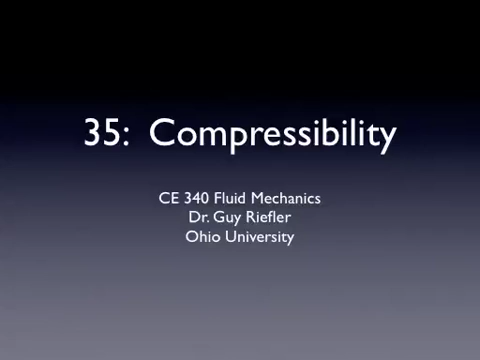 35: Compressibility
CE 340 Fluid Mechanics
Dr. Guy Riefler
Ohio University